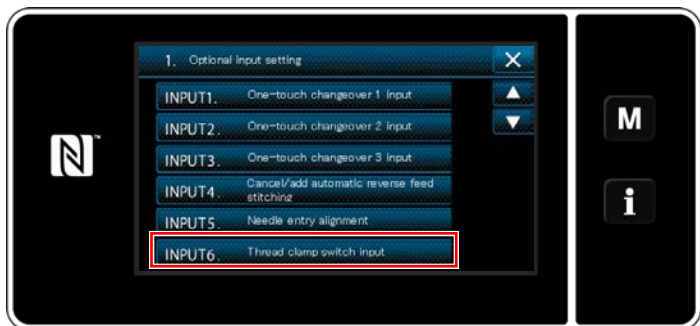 1. Optional input setting
INPUT1. One-touch changeover 1 input
INPUT2. One-touch changeover 2 input
INPUT3. One-touch changeover 3 input
INPUT4. Cancel/add automatic reverse feed
stitching
INPUT5. Needle entry alignment
INPUT6. Thread clamp switch input
N
M
i